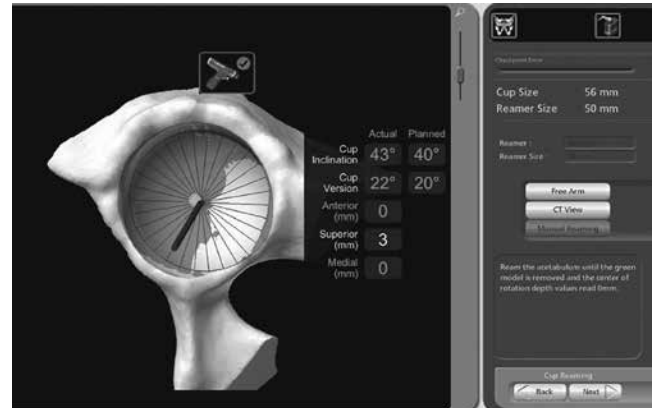 Actual Planned
Cup Inclination 43° 40°
Cup Version 22° 20°
Anterior (mm) 0
Superior (mm) 3
Medial (mm) 0
Checkpoint Error
Cup Size 56 mm
Reamer Size 50 mm
Reamer :
Reamer Size
Free Arm
CT View
Manual Reaming
Ream the acetabulum until the green
model is removed and the center of
rotation depth values read 0mm.
Cup Reaming
Back Next